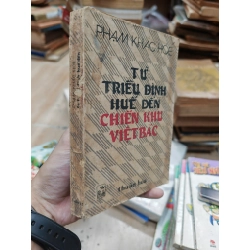 PHẠM KHẮC HÒE
TỪ
TRIỀU ĐÌNH
HUẾ ĐẾN
CHIẾN KHU
VIỆT BẮC